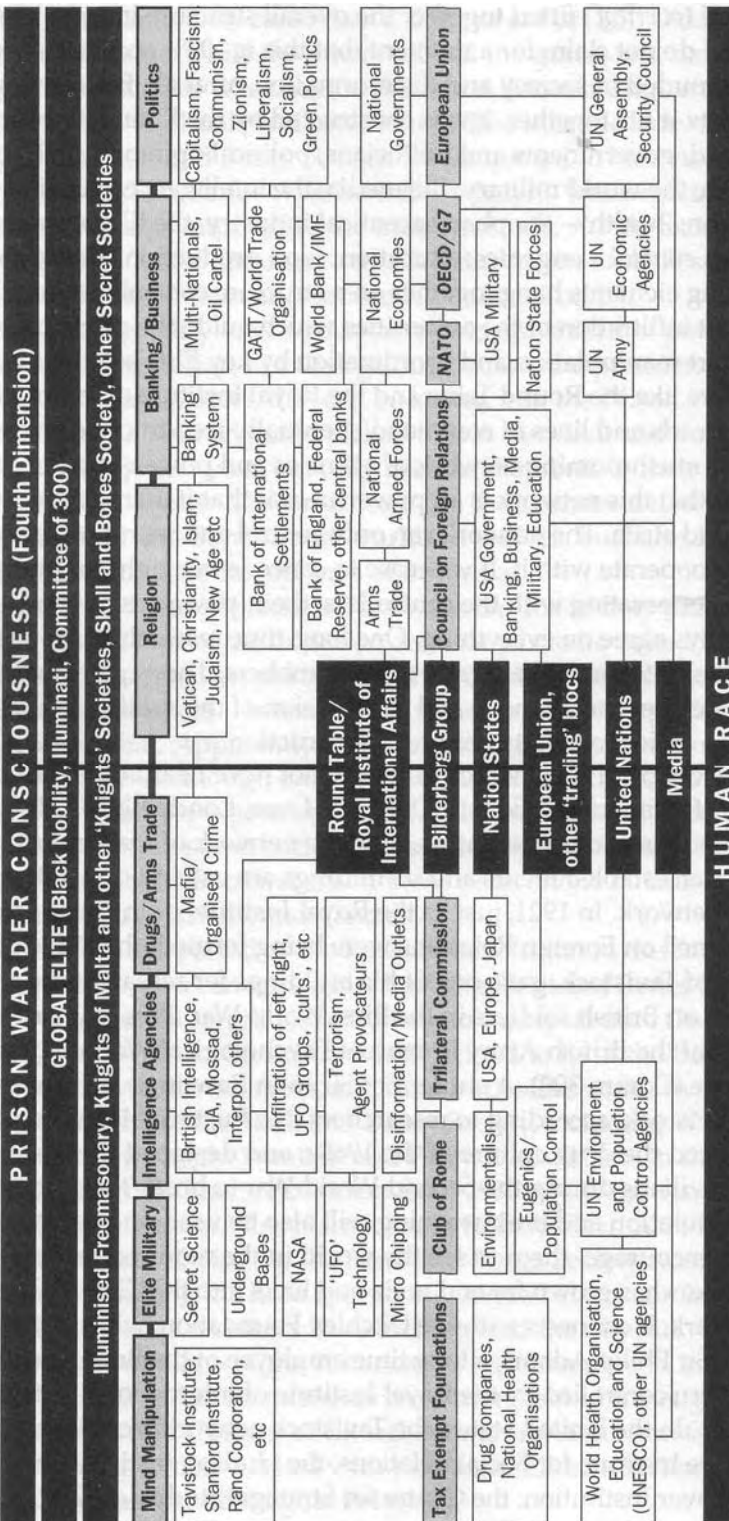 PRISON WARDER CONSCIOUSNESS (Fourth Dimension)
GLOBAL ELITE (Black Nobility, Illuminati, Committee of 300)
Illuminised Freemasonary, Knights of Malta and other 'Knights' Societies, Skull and Bones Society, other Secret Societies
Mind Manipulation
Elite Military
Intelligence Agencies
Drugs/Arms Trade
Religion
Banking/Business
Politics
Tavistock Institute,
Stanford Institute,
Rand Corporation,
etc
Secret Science
Underground
Bases
NASA
'UFO'
Technology
Micro Chipping
British Intelligence,
CIA, Mossad,
Interpol, others
Infiltration of left/right,
UFO Groups, 'cults', etc
Terrorism,
Agent Provocateurs
Disinformation/Media Outlets
Mafia/
Organised Crime
Vatican, Christianity, Islam,
Judaism, New Age etc
Banking
System
Multi-Nationals:
Oil Cartel
Capitalism, Fascism,
Communism,
Zionism,
Liberalism,
Socialism,
Green Politics
Bank of International
Settlements
GATT/World Trade
Organisation
Bank of England, Federal
Reserve, other central banks
World Bank/IMF
Arms
Trade
National
Armed Forces
National
Economies
National
Governments
Round Table/
Royal Institute of
International Affairs
Tax Exempt Foundations
Club of Rome
Trilateral Commission
Bilderberg Group
Council on Foreign Relations
NATO
OECD/G7
European Union
Drug Companies,
National Health
Organisations
Environmentalism
Eugenics/
Population Control
USA, Europe, Japan
Nation States
USA Government,
Banking, Business, Media,
Military, Education
USA Military
Nation State Forces
European Union,
other 'trading' blocs
World Health Organisation,
Education and Science
(UNESCO) other UN agencies
UN Environment
and Population
Control Agencies
United Nations
UN
Army
UN
Economic
Agencies
UN General
Assembly,
Security Council
Media
HUMAN RACE